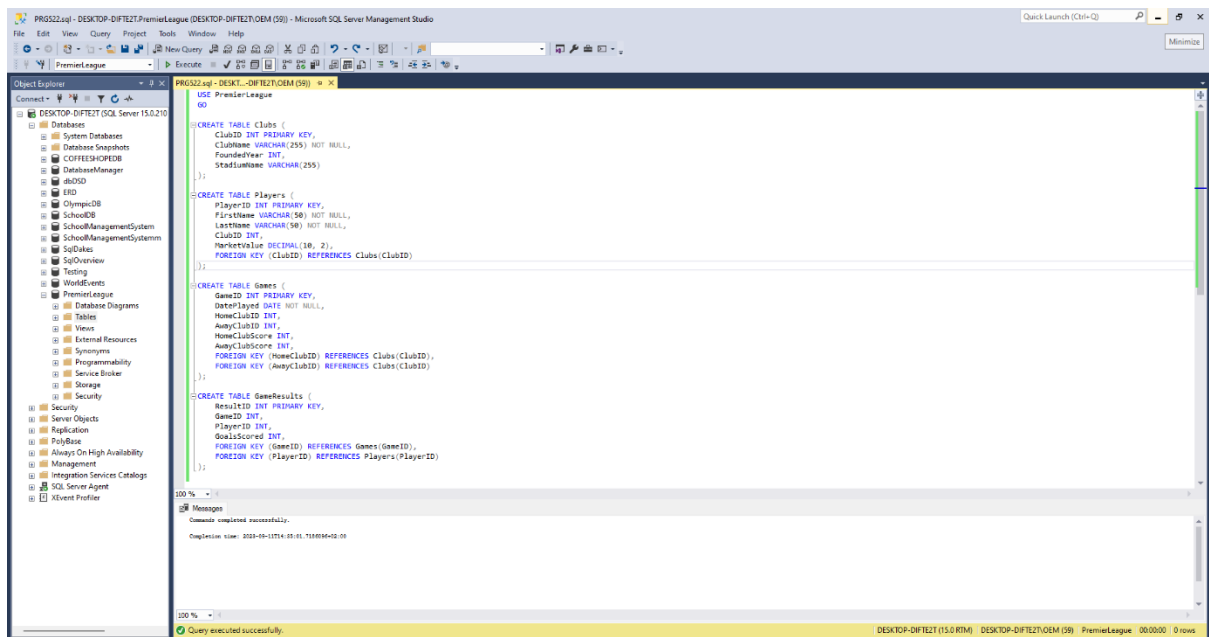 PRG522.sql - DESKTOP-DIFTE2T.PremierLeague (DESKTOP-DIFTE2T\OEM (59)) - Microsoft SQL Server Management Studio
Quick Launch (Ctrl+Q)
File Edit View Query Project Tools Window Help
Minimize
New Query
PremierLeague
Execute
Object Explorer
Connect
DESKTOP-DIFTE2T (SQL Server 15.0.210
Databases
System Databases
Database Snapshots
COFFEESHOPEDB
DatabaseManager
dbDSD
ERD
OlympicDB
SchoolDB
SchoolManagementSystem
SchoolManagementSystemm
SqlDakes
SqlOverview
Testing
WorldEvents
PremierLeague
Database Diagrams
Tables
Views
External Resources
Synonyms
Programmability
Service Broker
Storage
Security
Security
Server Objects
Replication
PolyBase
Always On High Availability
Management
Integration Services Catalogs
SQL Server Agent
XEvent Profiler
PRG522.sql - DESKT...-DIFTE2T\OEM (59))
USE PremierLeague
GO
CREATE TABLE Clubs (
ClubID INT PRIMARY KEY,
ClubName VARCHAR(255) NOT NULL,
FoundedYear INT,
StadiumName VARCHAR(255)
);
CREATE TABLE Players (
PlayerID INT PRIMARY KEY,
FirstName VARCHAR(50) NOT NULL,
LastName VARCHAR(50) NOT NULL,
ClubID INT,
MarketValue DECIMAL(10, 2),
FOREIGN KEY (ClubID) REFERENCES Clubs(ClubID)
);
CREATE TABLE Games (
GameID INT PRIMARY KEY,
DatePlayed DATE NOT NULL,
HomeClubID INT,
AwayClubID INT,
HomeClubScore INT,
AwayClubScore INT,
FOREIGN KEY (HomeClubID) REFERENCES Clubs(ClubID),
FOREIGN KEY (AwayClubID) REFERENCES Clubs(ClubID)
);
CREATE TABLE GameResults (
ResultID INT PRIMARY KEY,
GameID INT,
PlayerID INT,
GoalsScored INT,
FOREIGN KEY (GameID) REFERENCES Games(GameID),
FOREIGN KEY (PlayerID) REFERENCES Players(PlayerID)
);
100 %
Messages
Commands completed successfully.
Completion time:
100 %
Query executed successfully.
DESKTOP-DIFTE2T (15.0 RTM) DESKTOP-DIFTE2T\OEM (59) PremierLeague 00:00:00 0 rows